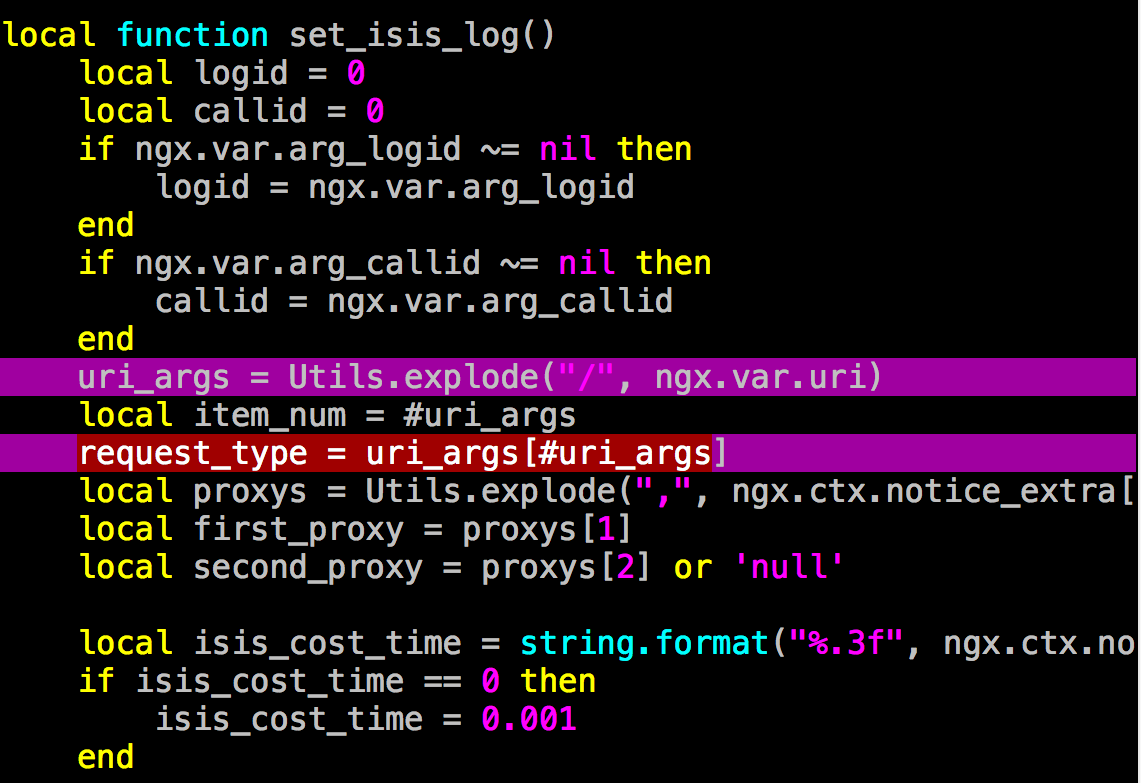 local function set_isis_log()
    local logid = 0
    local callid = 0
    if ngx.var.arg_logid ~= nil then
        logid = ngx.var.arg_logid
    end
    if ngx.var.arg_callid ~= nil then
        callid = ngx.var.arg_callid
    end
    uri_args = Utils.explode("/", ngx.var.uri)
    local item_num = #uri_args
    request_type = uri_args[#uri_args]
    local proxys = Utils.explode(",", ngx.ctx.notice_extra[
    local first_proxy = proxys[1]
    local second_proxy = proxys[2] or 'null'

    local isis_cost_time = string.format("%.3f", ngx.ctx.no
    if isis_cost_time == 0 then
        isis_cost_time = 0.001
    end